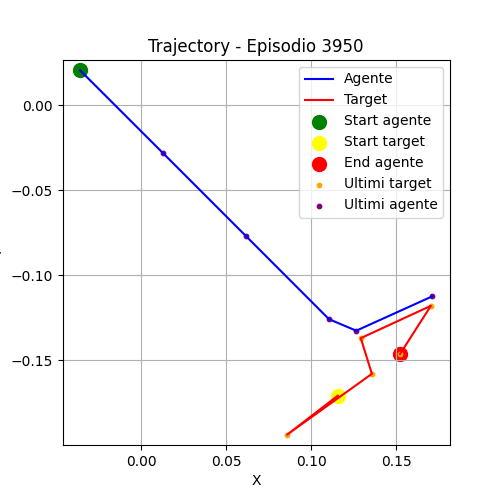 Trajectory - Episodio 3950
Agente
Target
Start agente
Start target
End agente
Ultimi target
Ultimi agente
0.00
−0.05
−0.10
−0.15
0.00
0.05
0.10
0.15
X